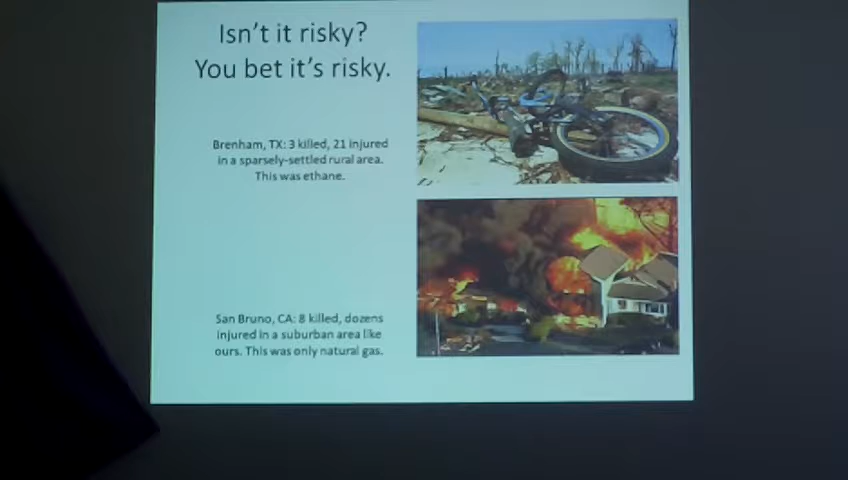 Isn't it risky?
You bet it's risky.
Brenham, TX: 3 killed, 21 injured
in a sparsely-settled rural area.
This was ethane.
San Bruno, CA: 8 killed, dozens
injured in a suburban area like
ours. This was only natural gas.